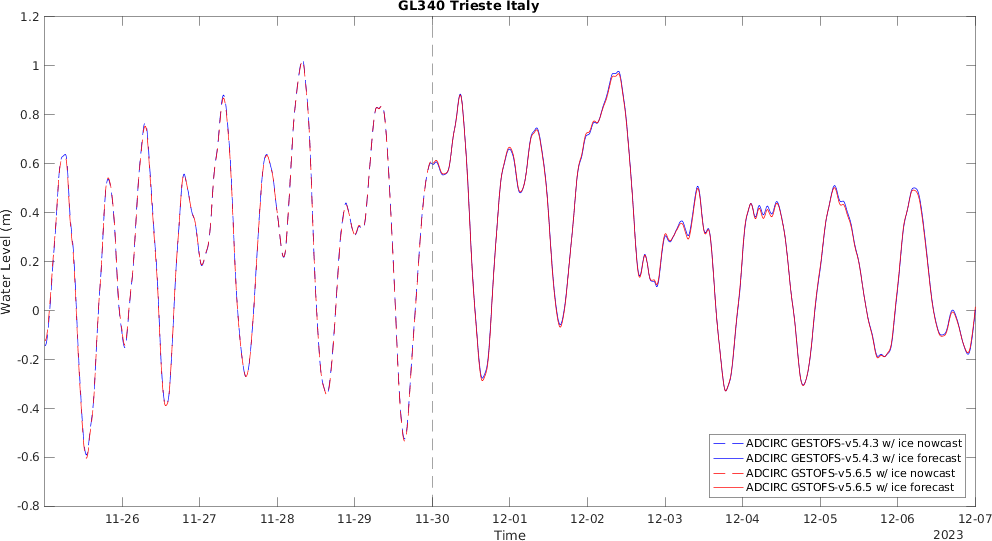 GL340 Trieste Italy
1.2
1
0.8
0.6
0.4
0.2
0
-0.2
-0.4
-0.6
-0.8
Water Level (m)
ADCIRC GESTOFS-v5.4.3 w/ ice nowcast
ADCIRC GESTOFS-v5.4.3 w/ ice forecast
ADCIRC GSTOFS-v5.6.5 w/ ice nowcast
ADCIRC GSTOFS-v5.6.5 w/ ice forecast
11-26 11-27 11-28 11-29 11-30 12-01 12-02 12-03 12-04 12-05 12-06 12-07
Time
2023